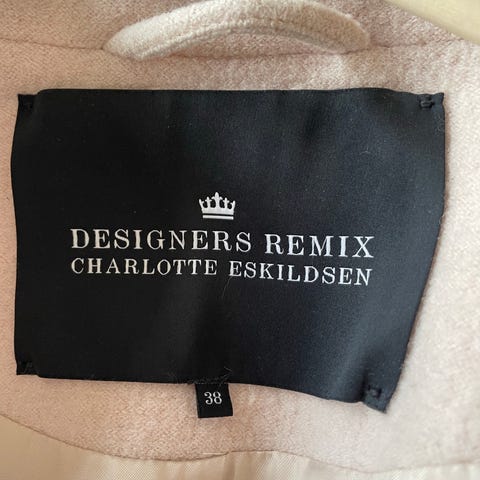 DESIGNERS REMIX
CHARLOTTE ESKILDSEN
38